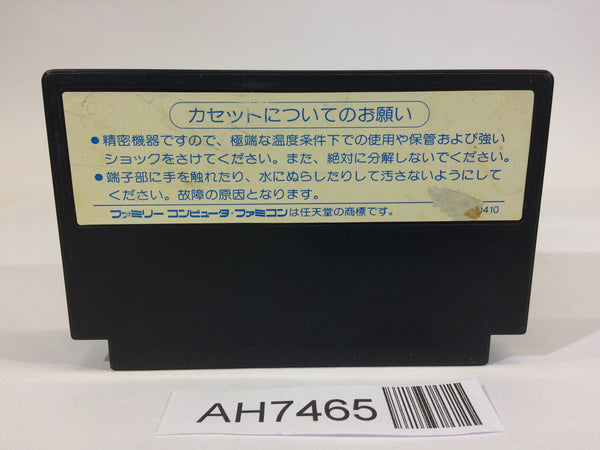 カセットについてのお願い
●精密機器ですので、極端な温度条件下での使用や保管および強い
ショックをさけてください。また、絶対に分解しないでください。
●端子部に手を触れたり、水にぬらしたりして汚さないようにして
ください。故障の原因となります。
ファミリーコンピュータ・ファミコンは任天堂の商標です。
0410
AH7465